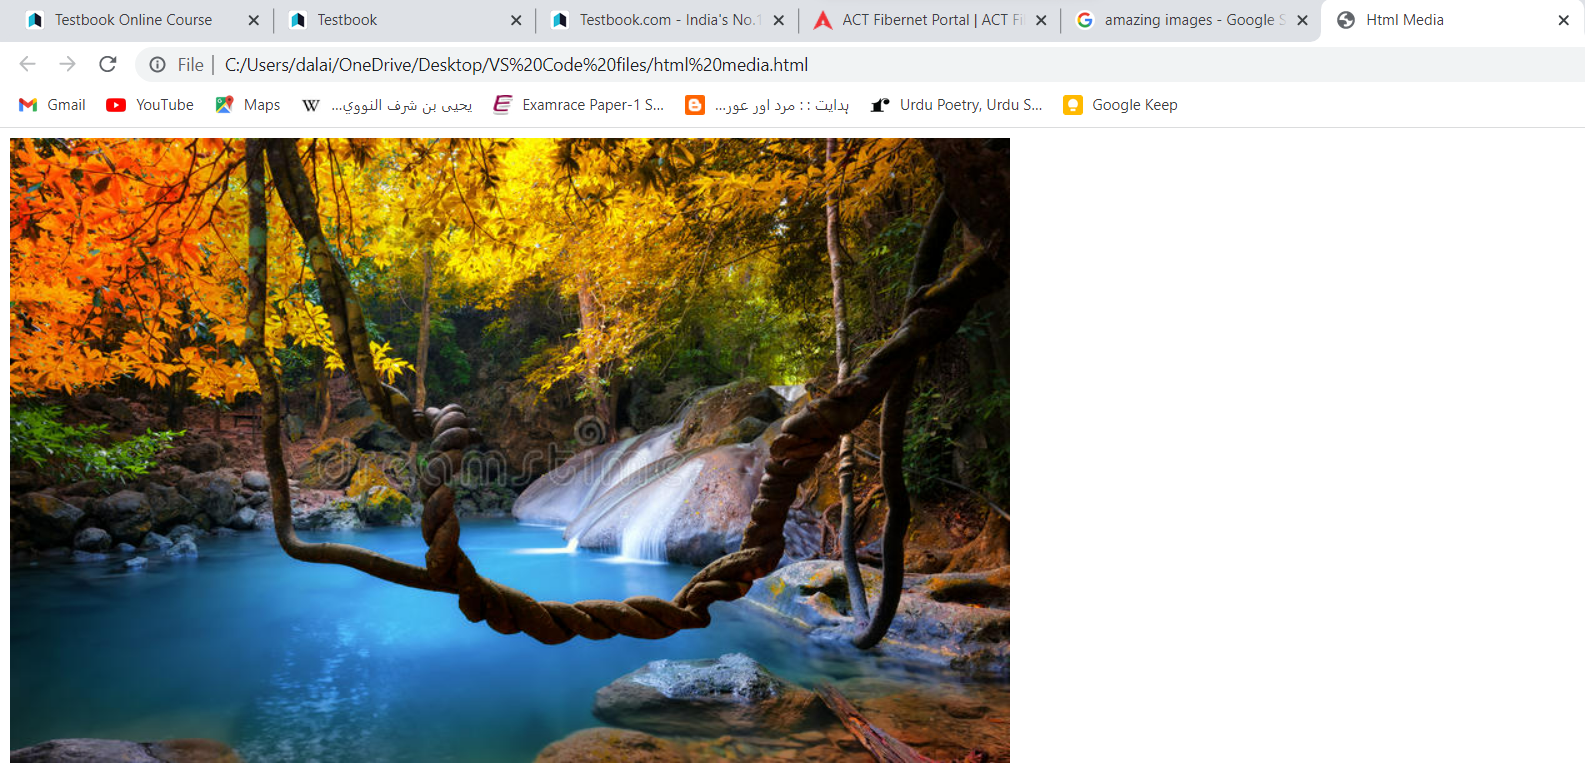 Testbook Online Course
Testbook
Testbook.com - India's No.1
ACT Fibernet Portal | ACT Fi
amazing images - Google S
Html Media
File | C:/Users/dalai/OneDrive/Desktop/VS%20Code%20files/html%20media.html
Gmail
YouTube
Maps
W
يحيى بن شرف النووي...
Examrace Paper-1 S...
ہدایت : : مرد اور عور...
Urdu Poetry, Urdu S...
Google Keep
dreamstime